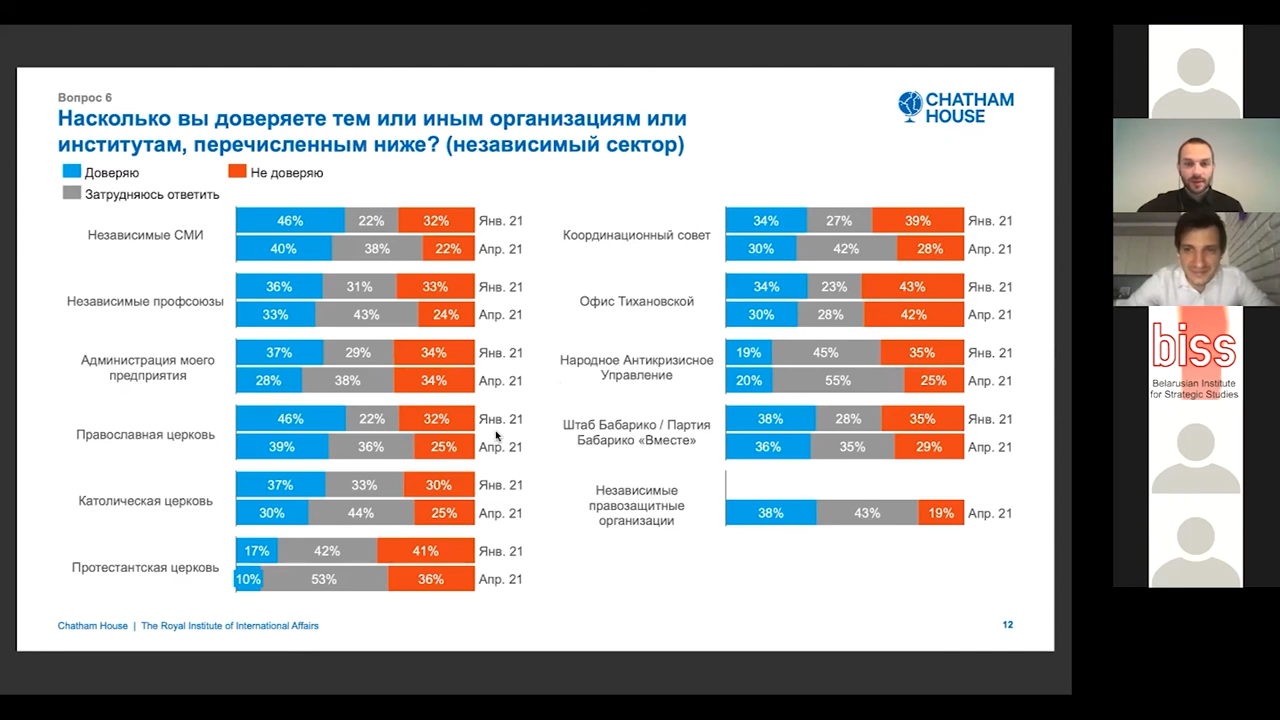 Вопрос 6
Насколько вы доверяете тем или иным организациям или
институтам, перечисленным ниже? (независимый сектор)
CHATHAM
HOUSE
Доверяю
Не доверяю
Затрудняюсь ответить
Независимые СМИ
46% 22% 32% Янв. 21
40% 38% 22% Апр. 21
Независимые профсоюзы
36% 31% 33% Янв. 21
33% 43% 24% Апр. 21
Администрация моего
предприятия
37% 29% 34% Янв. 21
28% 38% 34% Апр. 21
Православная церковь
46% 22% 32% Янв. 21
39% 36% 25% Апр. 21
Католическая церковь
37% 33% 30% Янв. 21
30% 44% 25% Апр. 21
Протестантская церковь
17% 42% 41% Янв. 21
10% 53% 36% Апр. 21
Координационный совет
34% 27% 39% Янв. 21
30% 42% 28% Апр. 21
Офис Тихановской
34% 23% 43% Янв. 21
30% 28% 42% Апр. 21
Народное Антикризисное
Управление
19% 45% 35% Янв. 21
20% 55% 25% Апр. 21
Штаб Бабарико / Партия
Бабарико «Вместе»
38% 28% 35% Янв. 21
36% 35% 29% Апр. 21
Независимые
правозащитные
организации
38% 43% 19% Апр. 21
Chatham House | The Royal Institute of International Affairs
12
biss
Belarusian Institute
for Strategic Studies